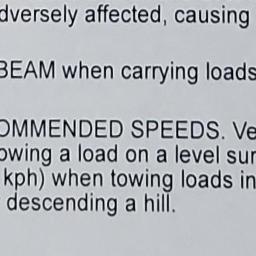 dversely affected, causing
BEAM when carrying loads
OMMENDED SPEEDS. Ve
owing a load on a level sur
kph) when towing loads in
descending a hill.